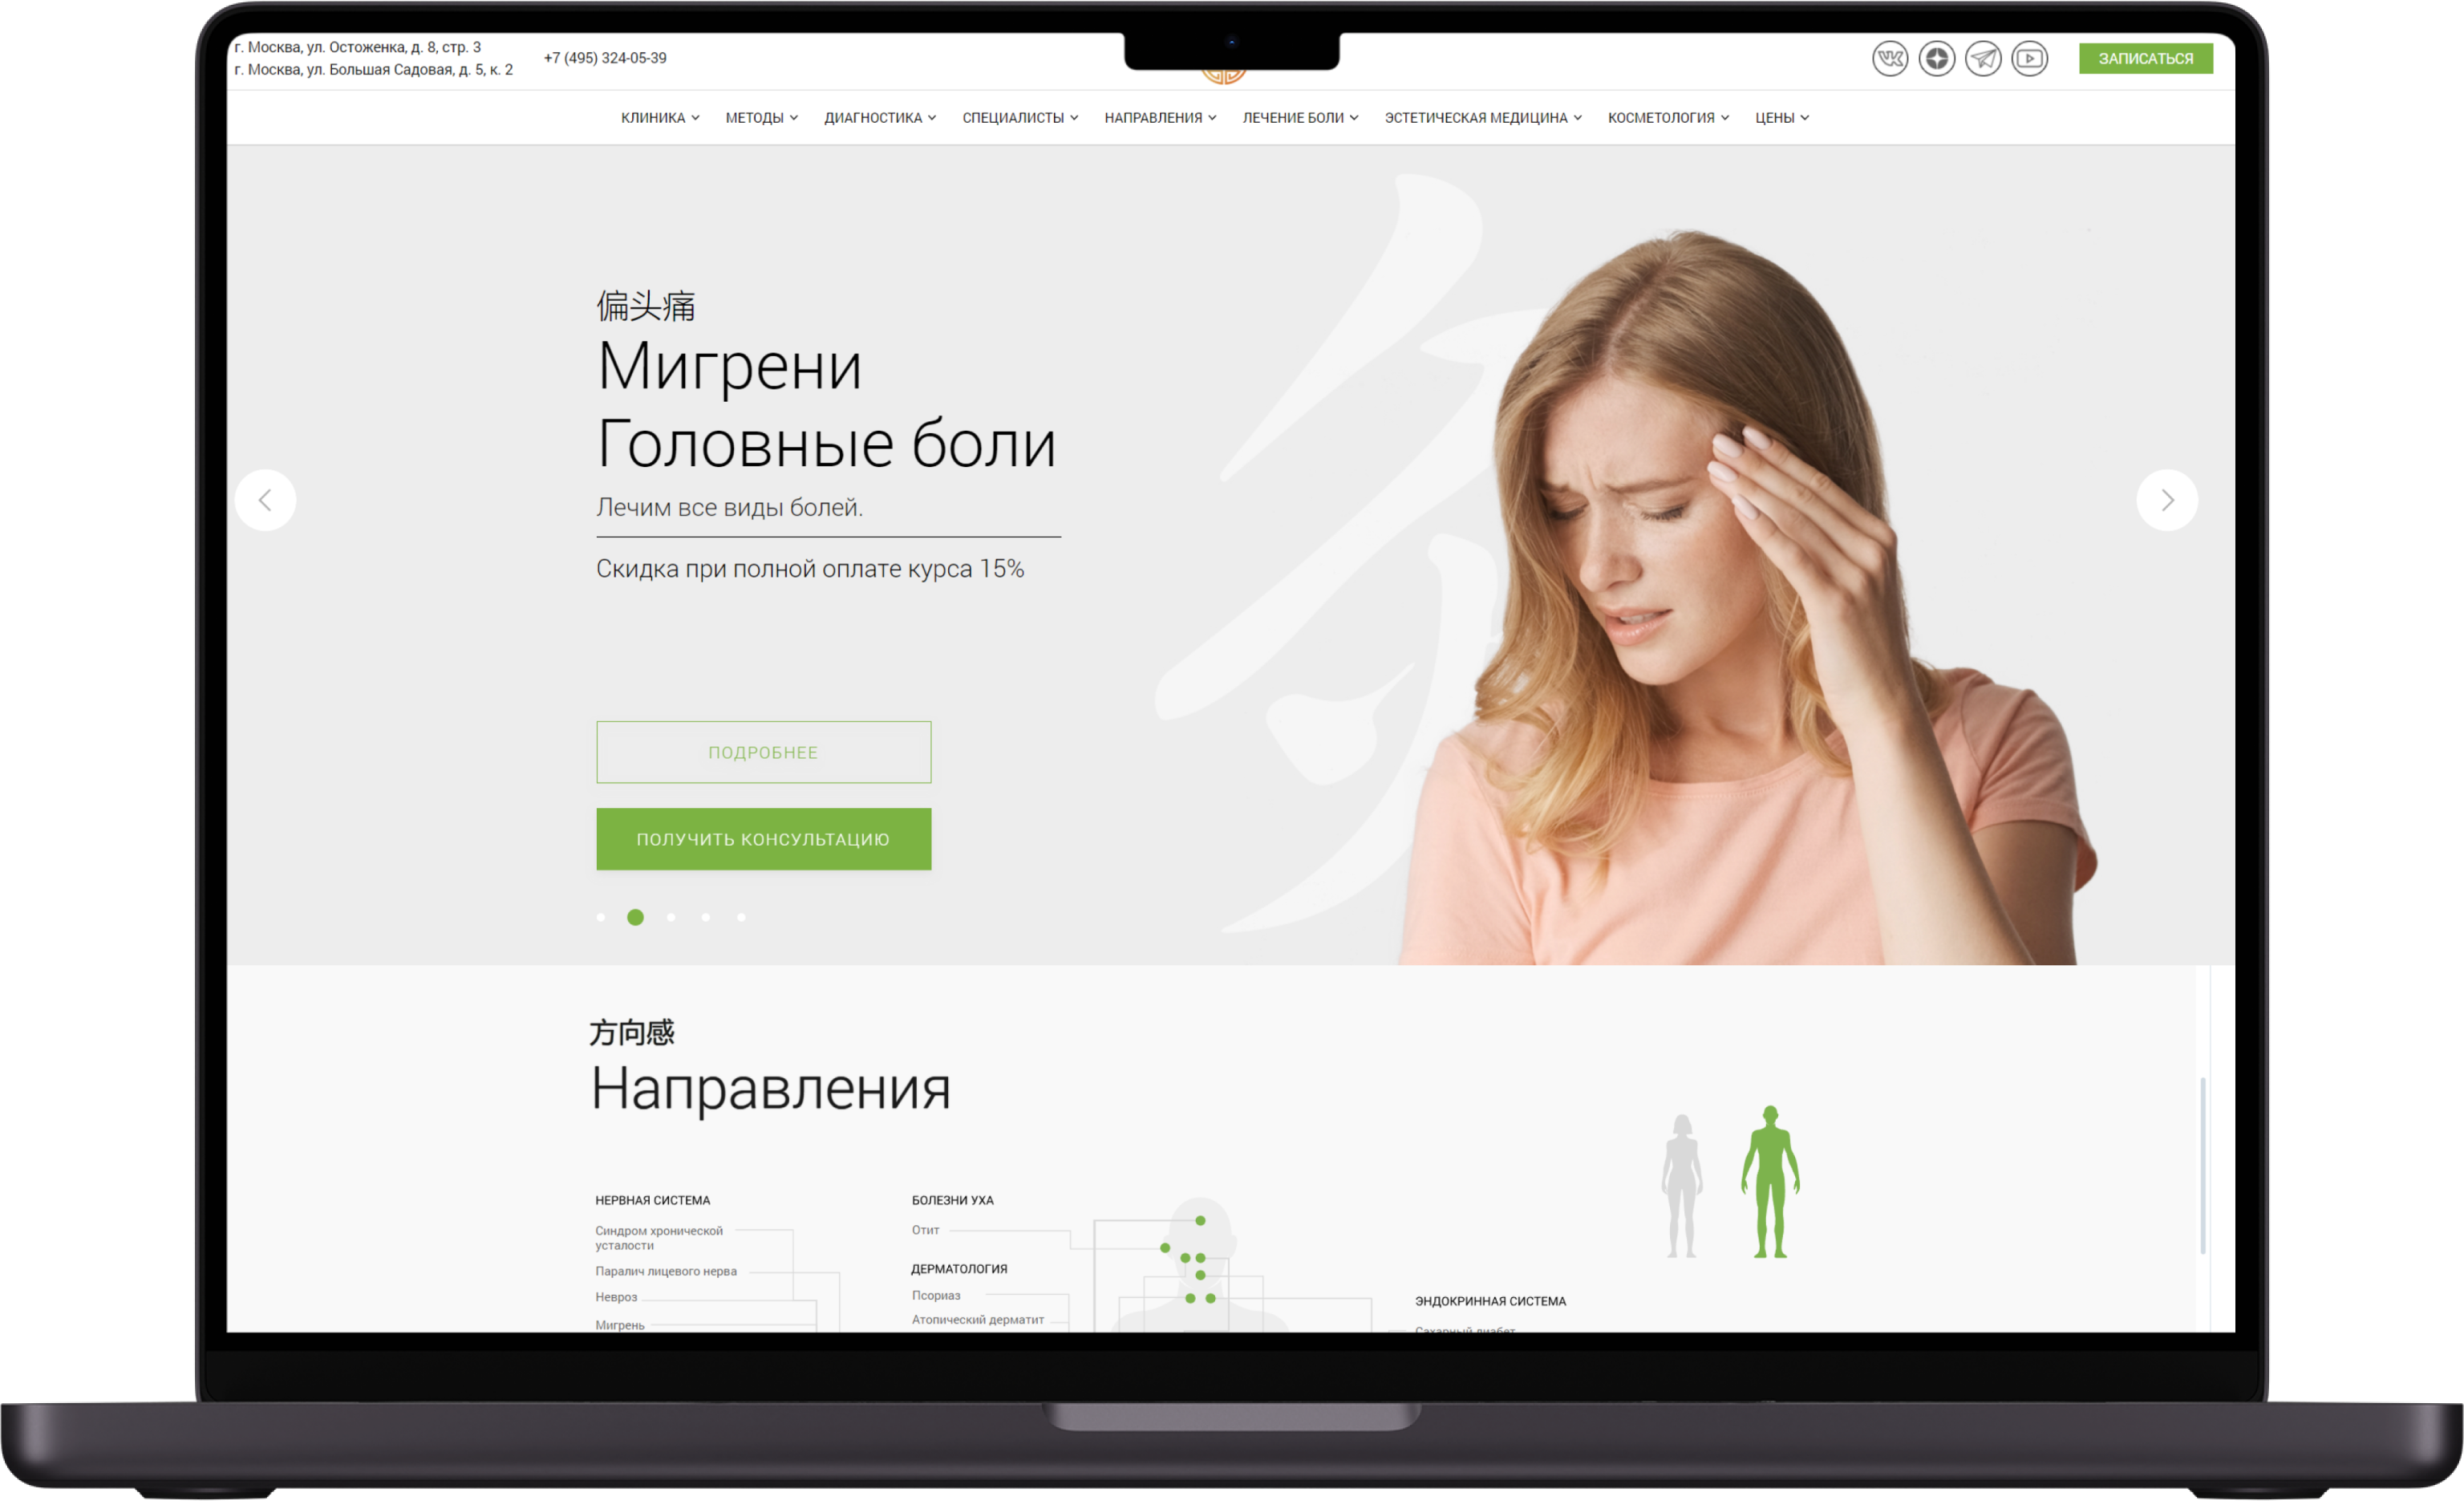 г. Москва, ул. Остоженка, д. 8, стр. 3
г. Москва, ул. Большая Садовая, д. 5, к. 2
+7 (495) 324-05-39
ЗАПИСАТЬСЯ
КЛИНИКА МЕТОДЫ ДИАГНОСТИКА СПЕЦИАЛИСТЫ НАПРАВЛЕНИЯ ЛЕЧЕНИЕ БОЛИ ЭСТЕТИЧЕСКАЯ МЕДИЦИНА КОСМЕТОЛОГИЯ ЦЕНЫ
偏头痛
Мигрени
Головные боли
Лечим все виды болей.
Скидка при полной оплате курса 15%
ПОДРОБНЕЕ
ПОЛУЧИТЬ КОНСУЛЬТАЦИЮ
方向感
Направления
НЕРВНАЯ СИСТЕМА
Синдром хронической
усталости
Паралич лицевого нерва
Невроз
Мигрень
БОЛЕЗНИ УХА
Отит
ДЕРМАТОЛОГИЯ
Псориаз
Атопический дерматит
ЭНДОКРИННАЯ СИСТЕМА
Сахарный диабет